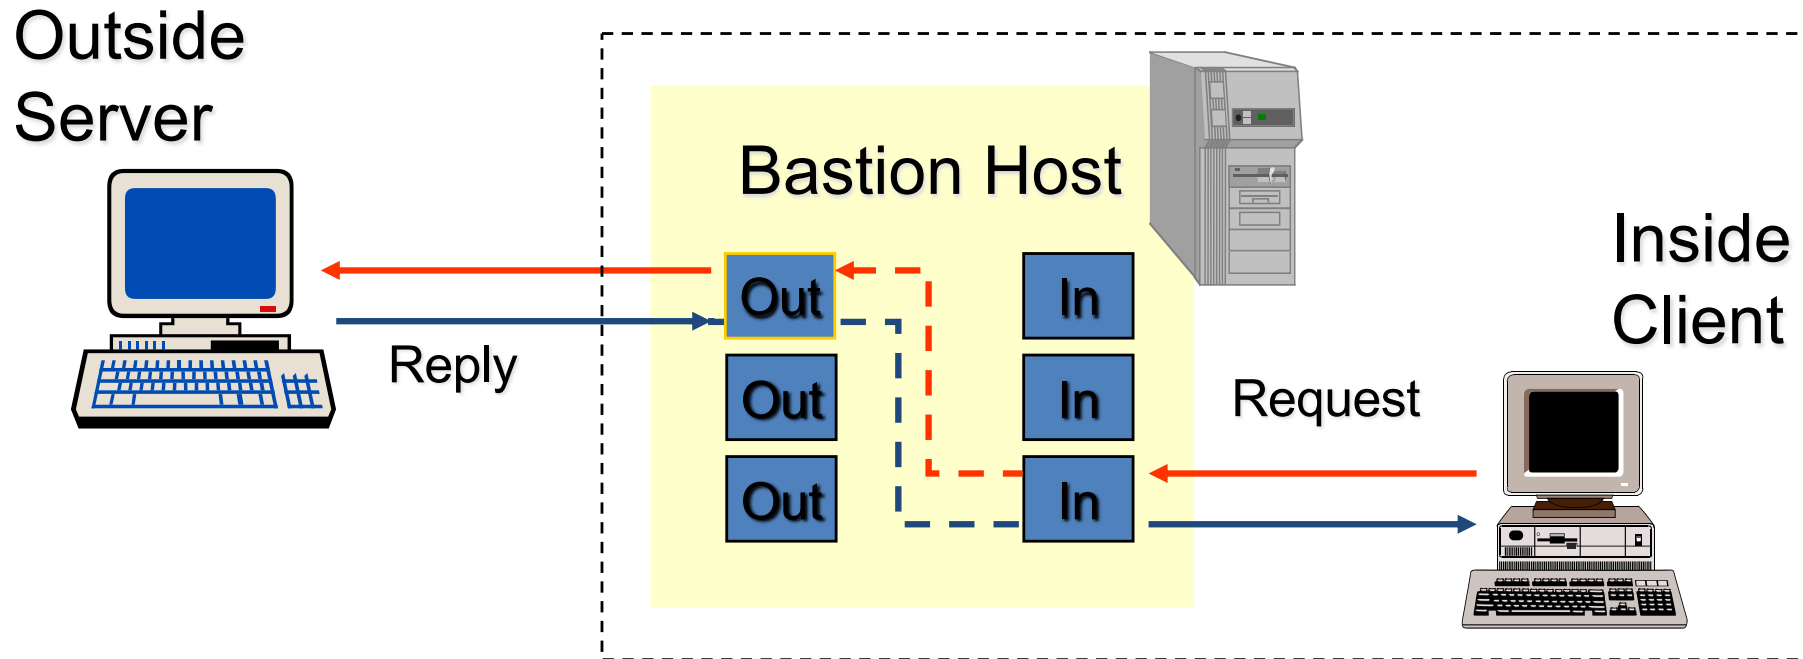 Outside
Server
Bastion Host
Inside
Client
Out
In
Reply
Out
In
Request
Out
In